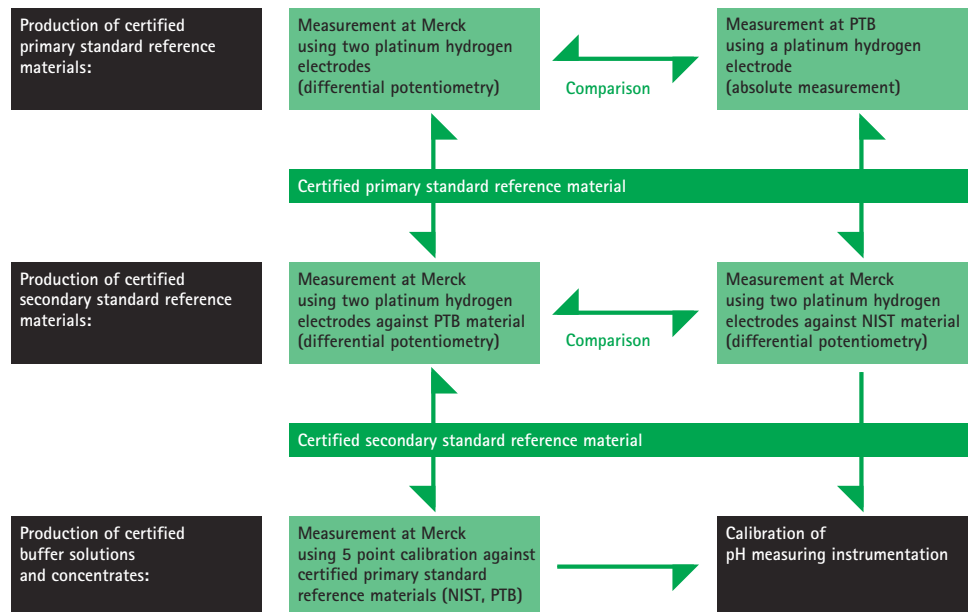 Production of certified
primary standard reference
materials:
Measurement at Merck
using two platinum hydrogen
electrodes
(differential potentiometry)
Comparison
Measurement at PTB
using a platinum hydrogen
electrode
(absolute measurement)
Certified primary standard reference material
Production of certified
secondary standard reference
materials:
Measurement at Merck
using two platinum hydrogen
electrodes against PTB material
(differential potentiometry)
Comparison
Measurement at Merck
using two platinum hydrogen
electrodes against NIST material
(differential potentiometry)
Certified secondary standard reference material
Production of certified
buffer solutions
and concentrates:
Measurement at Merck
using 5 point calibration against
certified primary standard
reference materials (NIST, PTB)
Calibration of
pH measuring instrumentation